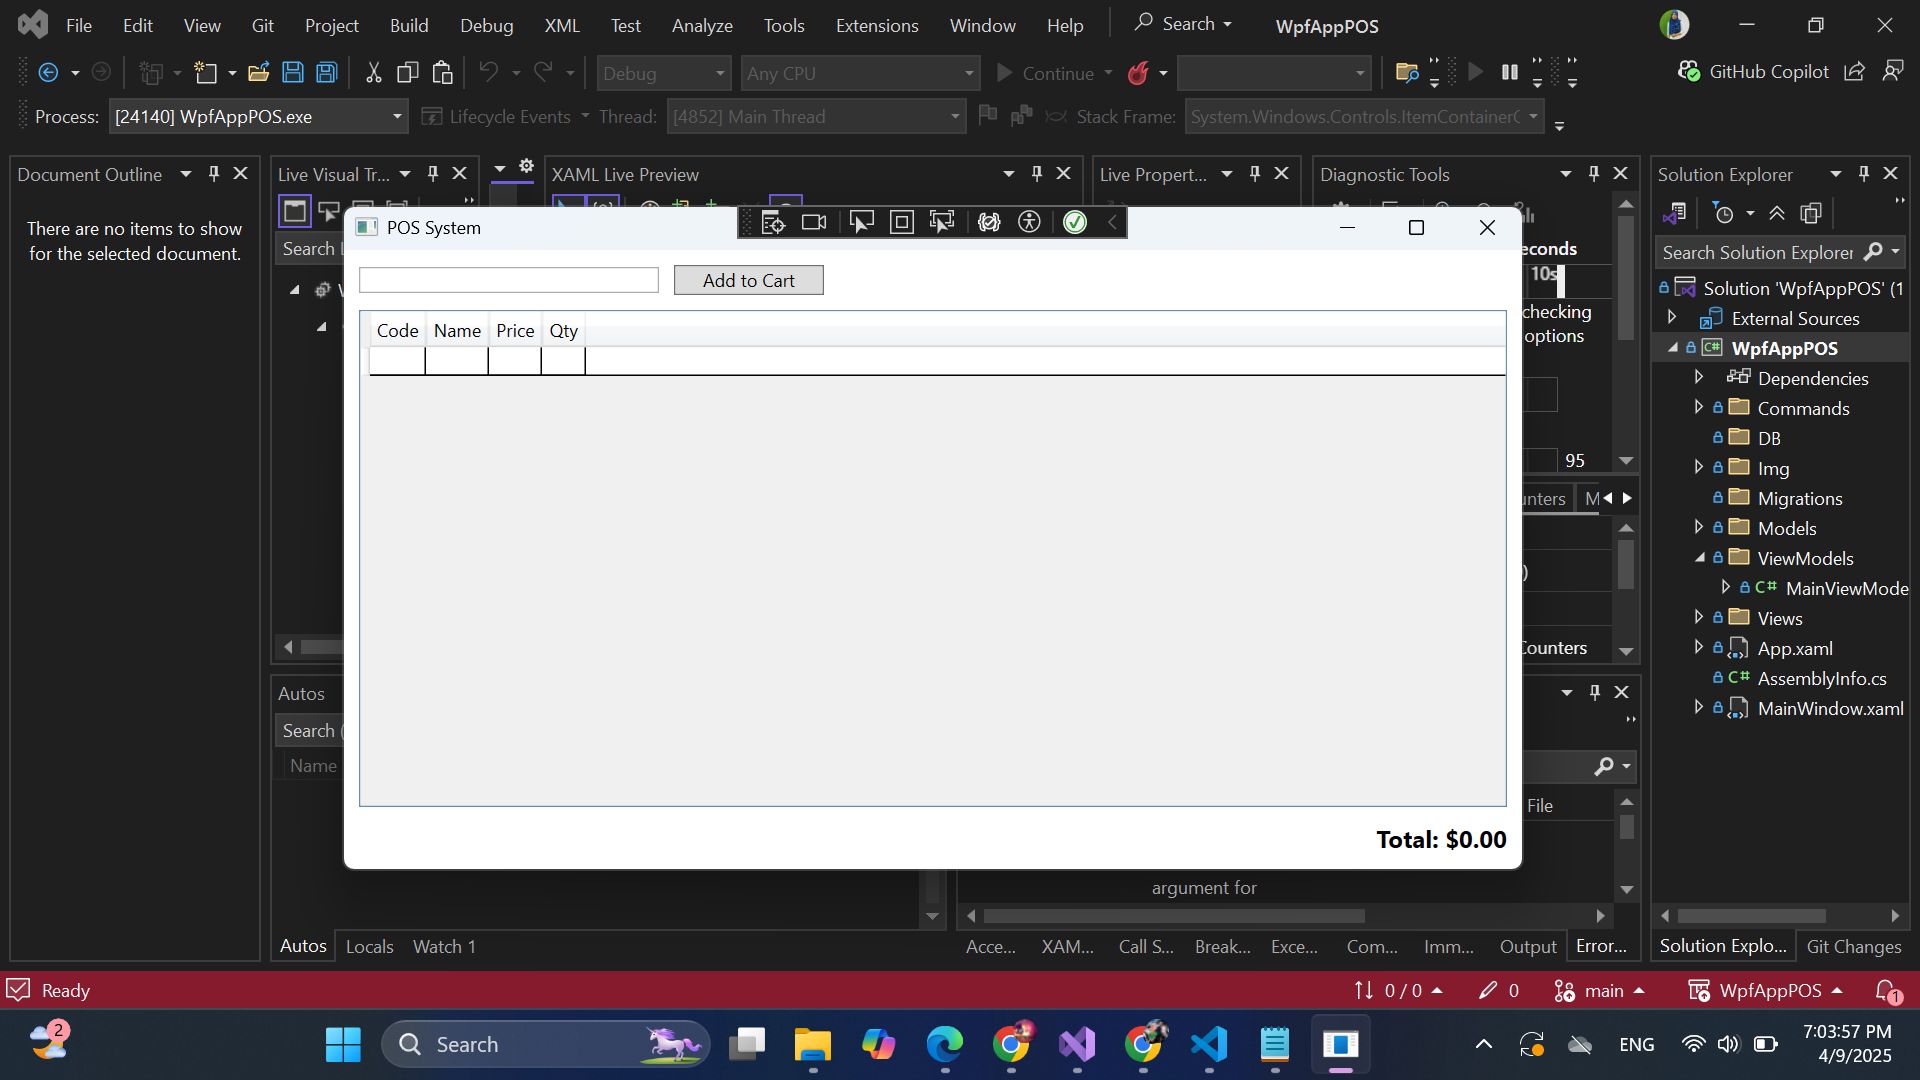 File Edit View Git Project Build Debug XML Test Analyze Tools Extensions Window Help Search WpfAppPOS
Debug Any CPU Continue GitHub Copilot
Process: [24140] WpfAppPOS.exe Lifecycle Events Thread: [4852] Main Thread Stack Frame: System.Windows.Controls.ItemContainerG
Document Outline
There are no items to show
for the selected document.
Live Visual Tr...
XAML Live Preview
Live Propert...
Diagnostic Tools
Solution Explorer
POS System
Add to Cart
Code Name Price Qty
Total: $0.00
Search
econds
10s
checking
options
95
unters M
)
Counters
Search Solution Explorer
Solution 'WpfAppPOS' (1
External Sources
WpfAppPOS
Dependencies
Commands
DB
Img
Migrations
Models
ViewModels
MainViewMode
Views
App.xaml
AssemblyInfo.cs
MainWindow.xaml
Autos
Search (
Name
File
argument for
Autos Locals Watch 1
Acce... XAM... Call S... Break... Exce... Com... Imm... Output Error...
Solution Explo... Git Changes
Ready 0 / 0 0 main WpfAppPOS 1
2 Search ENG 7:03:57 PM
4/9/2025